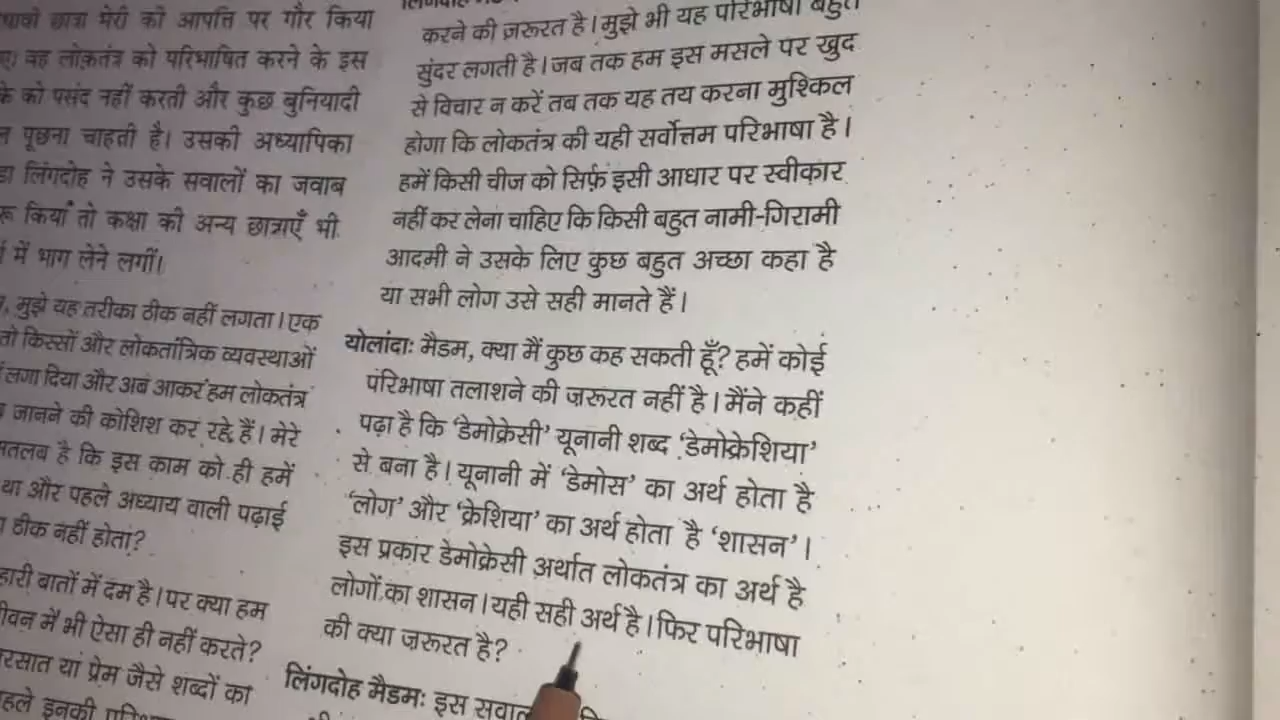 छात्रा मेरी की आपत्ति पर गौर किया
वह लोकतंत्र को परिभाषित करने के इस
को पसंद नहीं करती और कुछ बुनियादी
पूछना चाहती है। उसकी अध्यापिका
लिंगदोह ने उसके सवालों का जवाब
किया तो कक्षा की अन्य छात्राएँ भी
में भाग लेने लगीं।
मुझे यह तरीका ठीक नहीं लगता। एक
तो किस्सों और लोकतांत्रिक व्यवस्थाओं
लगा दिया और अब आकर हम लोकतंत्र
जानने की कोशिश कर रहे हैं। मेरे
मतलब है कि इस काम को ही हमें
था और पहले अध्याय वाली पढ़ाई
ठीक नहीं होता?
बातों में दम है। पर क्या हम
में भी ऐसा ही नहीं करते?
या प्रेम जैसे शब्दों का
इनकी
करने की ज़रूरत है। मुझे भी यह परिभाषा बहुत
सुंदर लगती है। जब तक हम इस मसले पर खुद
से विचार न करें तब तक यह तय करना मुश्किल
होगा कि लोकतंत्र की यही सर्वोत्तम परिभाषा है।
हमें किसी चीज को सिर्फ़ इसी आधार पर स्वीकार
नहीं कर लेना चाहिए कि किसी बहुत नामी-गिरामी
आदमी ने उसके लिए कुछ बहुत अच्छा कहा है
या सभी लोग उसे सही मानते हैं।
योलांदाः मैडम, क्या मैं कुछ कह सकती हूँ? हमें कोई
परिभाषा तलाशने की ज़रूरत नहीं है। मैंने कहीं
पढ़ा है कि ‘डेमोक्रेसी’ यूनानी शब्द ‘डेमोक्रेशिया’
से बना है। यूनानी में ‘डेमोस’ का अर्थ होता है
‘लोग’ और ‘क्रेशिया’ का अर्थ होता है ‘शासन’।
इस प्रकार डेमोक्रेसी अर्थात लोकतंत्र का अर्थ है
लोगों का शासन। यही सही अर्थ है। फिर परिभाषा
की क्या ज़रूरत है?
लिंगदोह मैडमः इस